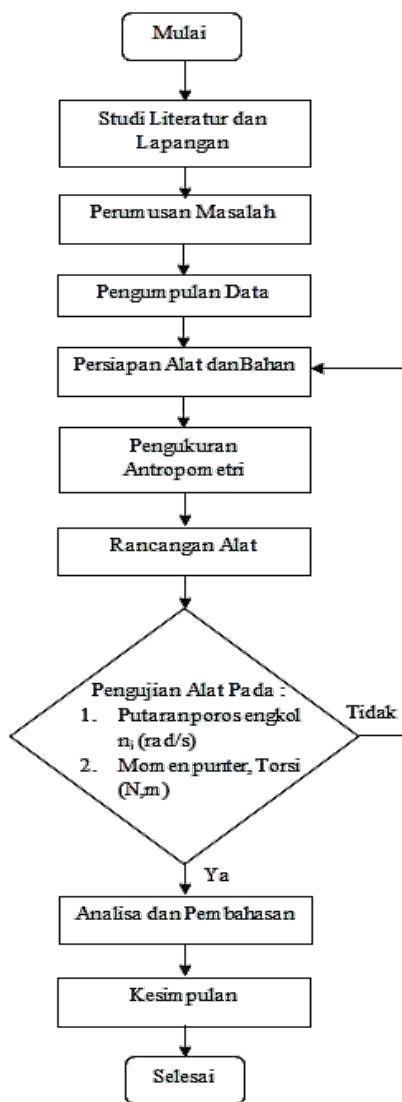 Mulai
Studi Literatur dan
Lapangan
Perumusan Masalah
Pengumpulan Data
Persiapan Alat danBahan
Pengukuran
Antropometri
Rancangan Alat
Pengujian Alat Pada :
1. Putaranporos engkol
nᵢ (rad/s)
2. Momen punter, Torsi
(N,m)
Tidak
Ya
Analisa dan Pembahasan
Kesimpulan
Selesai